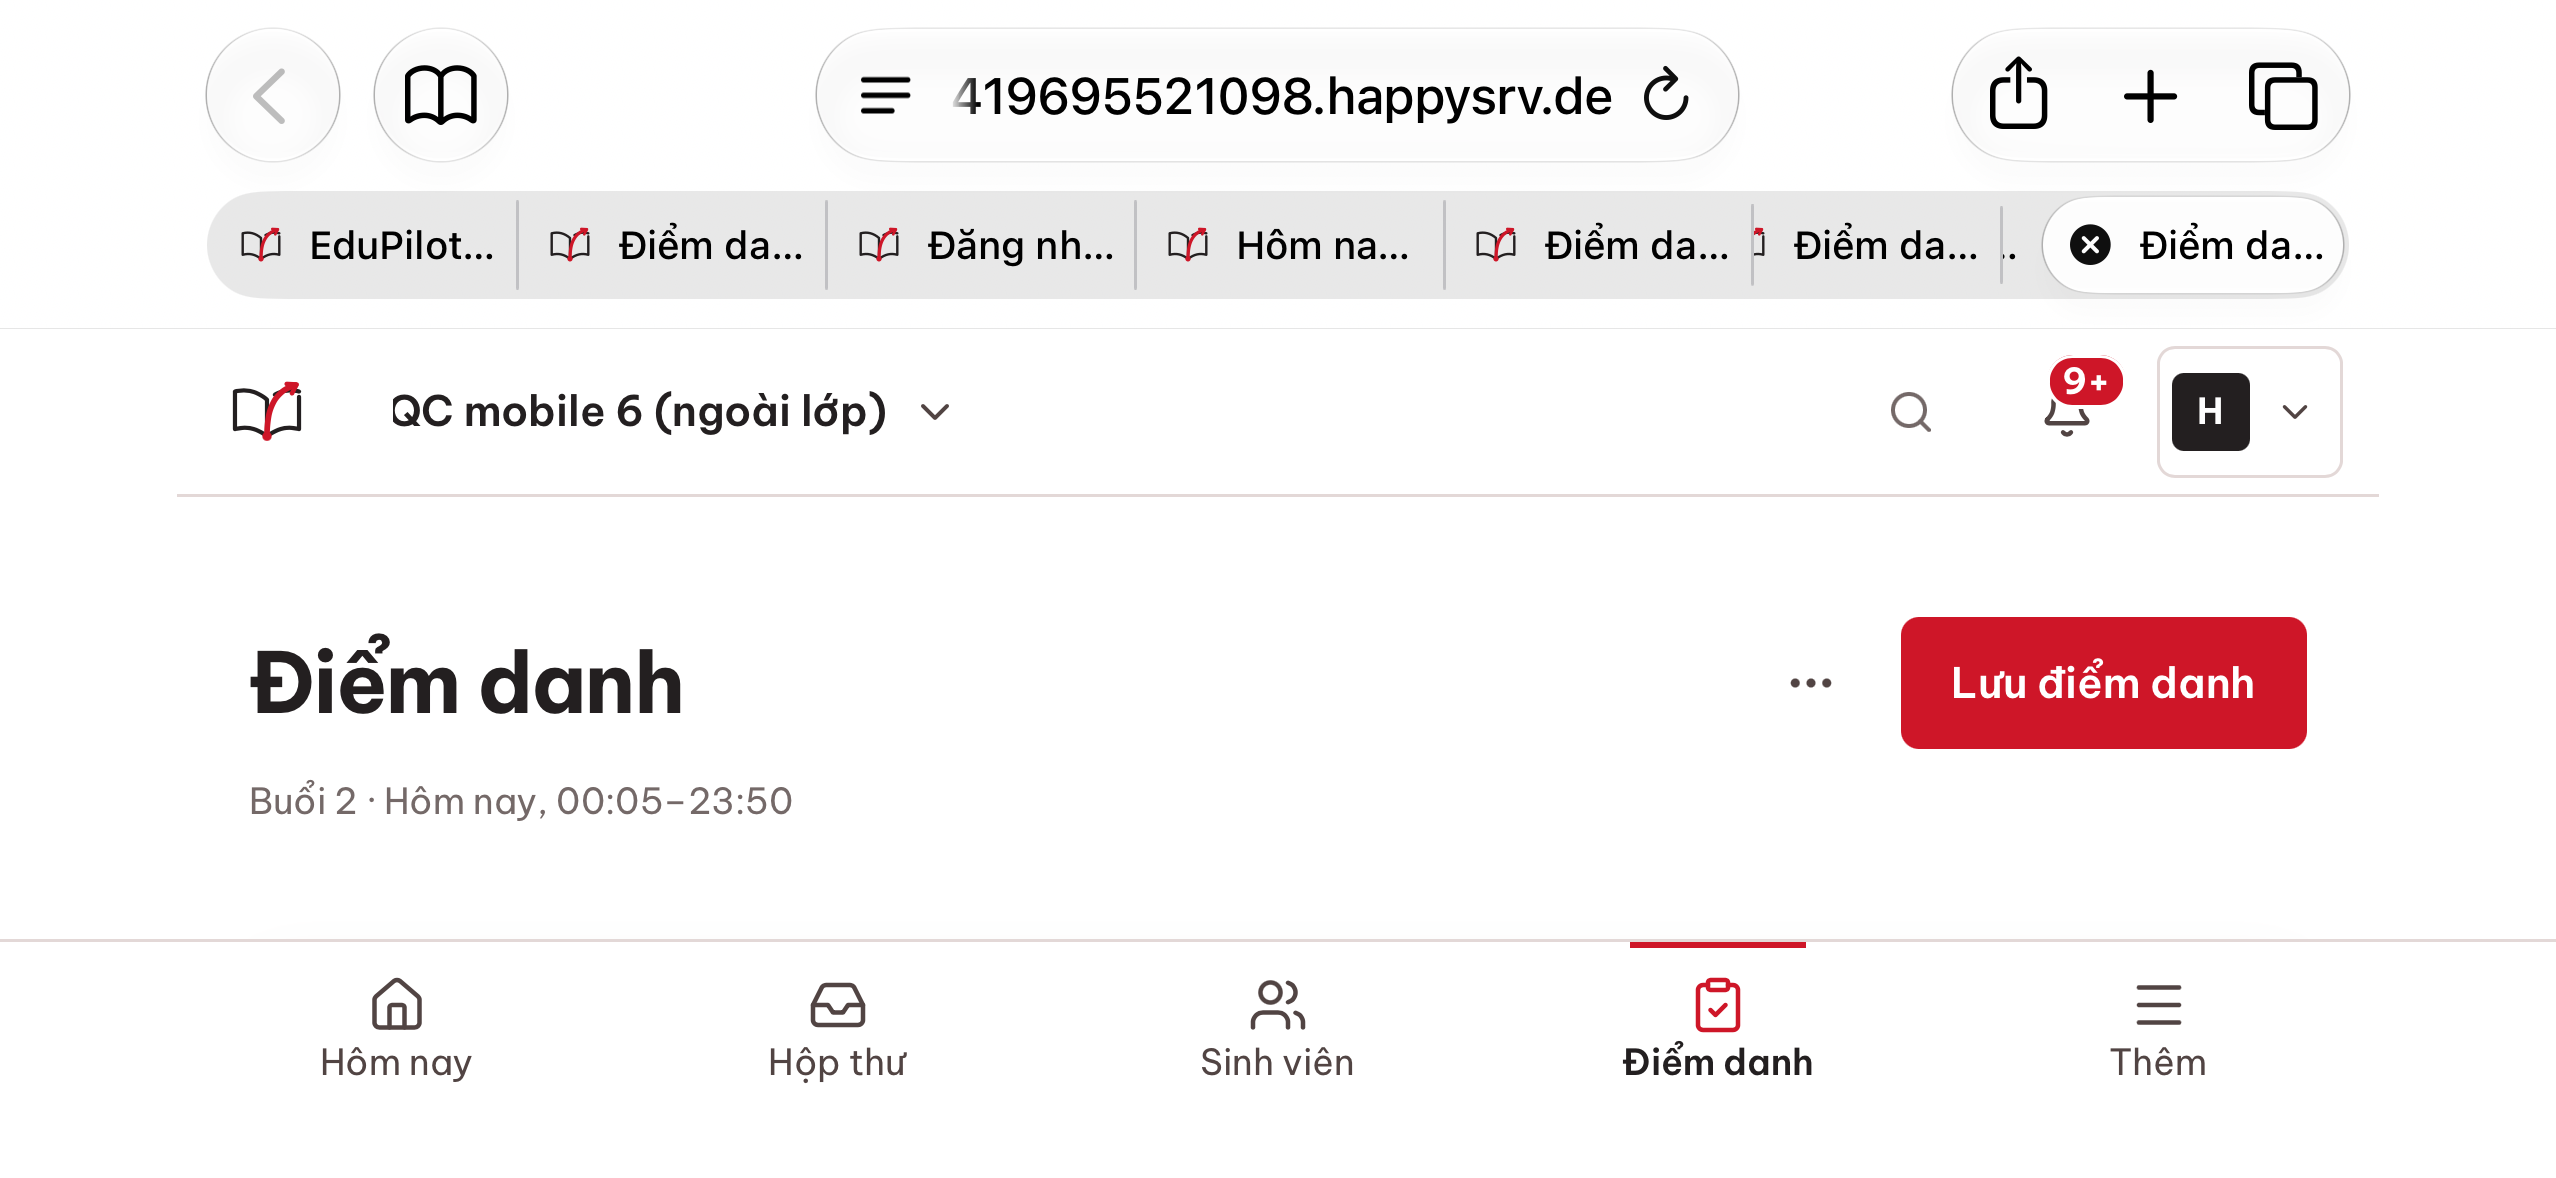 419695521098.happysrv.de
EduPilot...
Điểm da...
Đăng nh...
Hôm na...
Điểm da...
Điểm da...
Điểm da...
QC mobile 6 (ngoài lớp)
9+
H
Điểm danh
Lưu điểm danh
Buổi 2 · Hôm nay, 00:05–23:50
Hôm nay
Hộp thư
Sinh viên
Điểm danh
Thêm